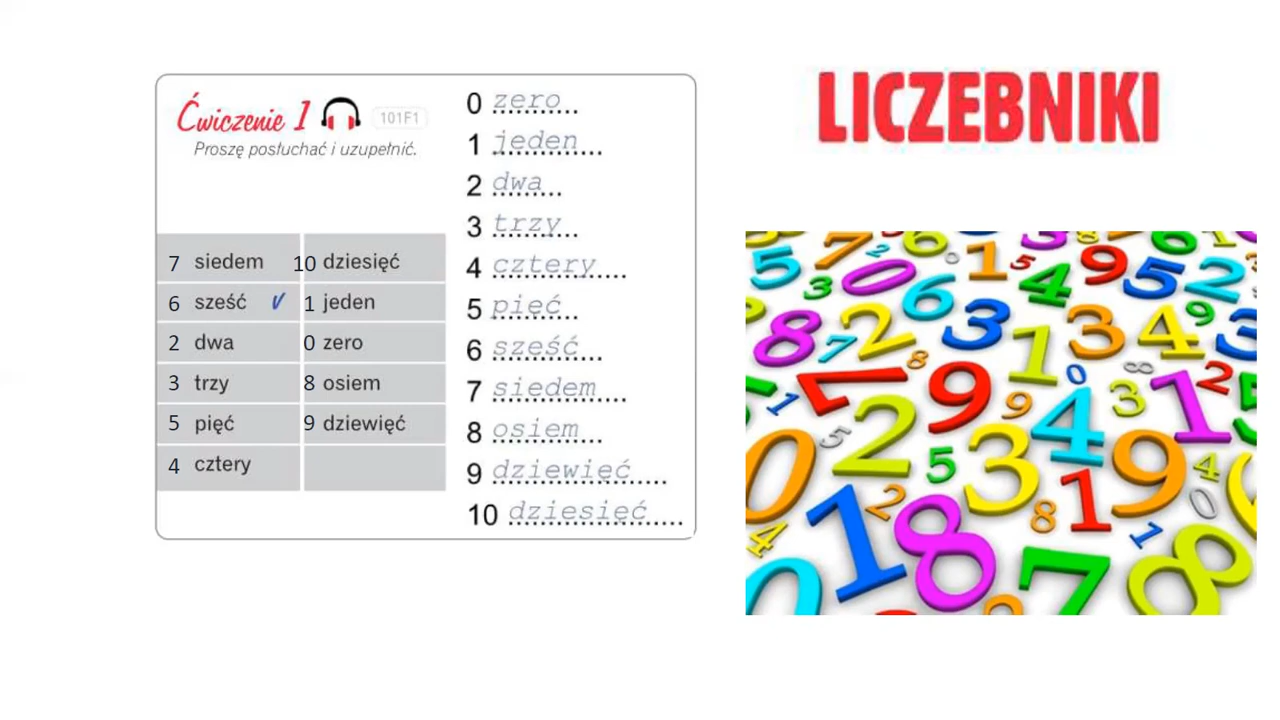 Ćwiczenie 1 101F1
Proszę posłuchać i uzupełnić.
7 siedem 10 dziesięć
6 sześć ✓ 1 jeden
2 dwa 0 zero
3 trzy 8 osiem
5 pięć 9 dziewięć
4 cztery
0 zero
1 jeden
2 dwa
3 trzy
4 cztery
5 pięć
6 sześć
7 siedem
8 osiem
9 dziewięć
10 dziesięć
LICZEBNIKI